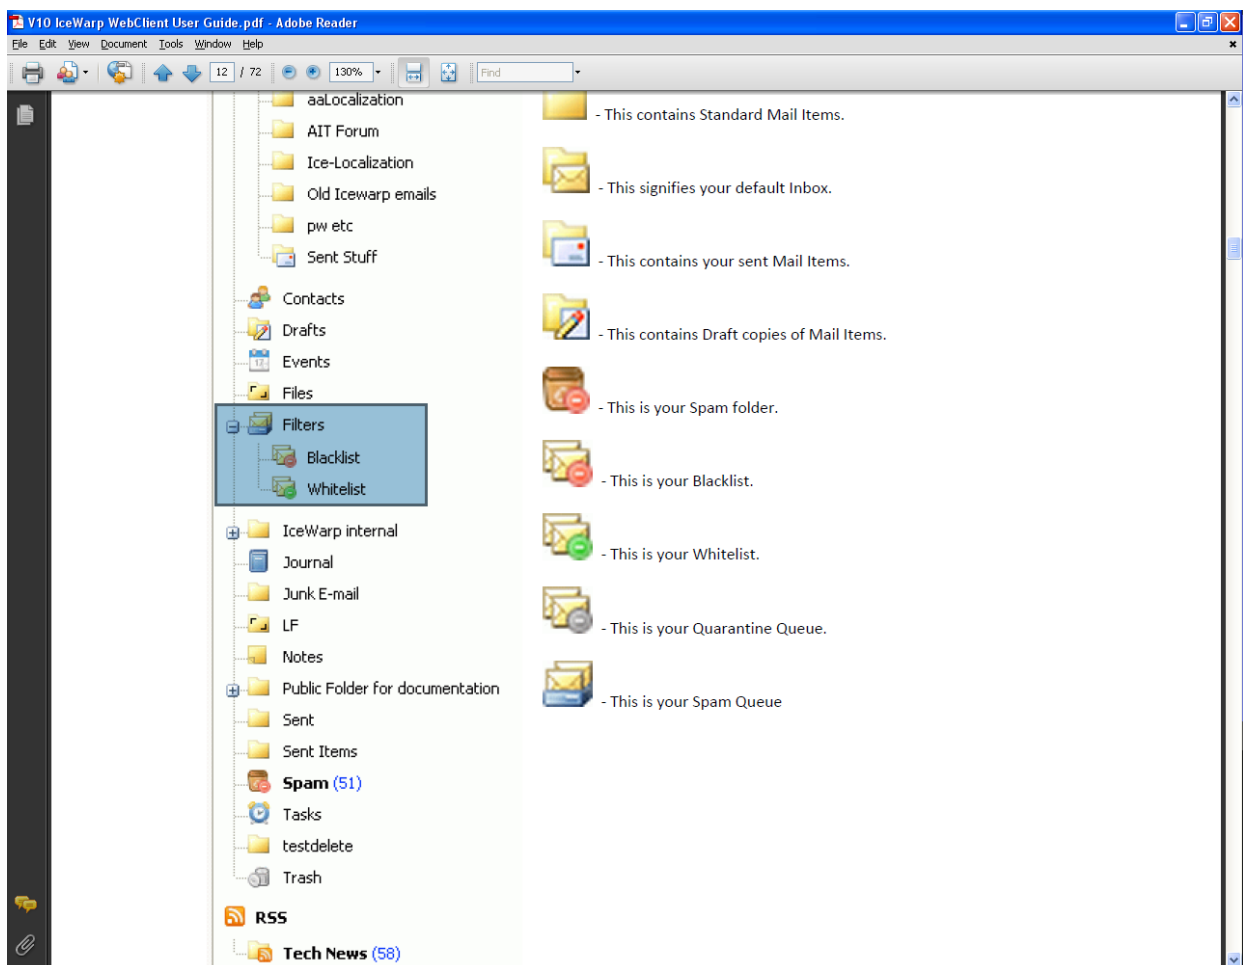 V10 IceWarp WebClient User Guide.pdf - Adobe Reader
File Edit View Document Tools Window Help
12 / 72 130% Find
aaLocalization
AIT Forum
Ice-Localization
Old Icewarp emails
pw etc
Sent Stuff
Contacts
Drafts
Events
Files
Filters
Blacklist
Whitelist
IceWarp internal
Journal
Junk E-mail
LF
Notes
Public Folder for documentation
Sent
Sent Items
Spam (51)
Tasks
testdelete
Trash
RSS
Tech News (58)
- This contains Standard Mail Items.
- This signifies your default Inbox.
- This contains your sent Mail Items.
- This contains Draft copies of Mail Items.
- This is your Spam folder.
- This is your Blacklist.
- This is your Whitelist.
- This is your Quarantine Queue.
- This is your Spam Queue